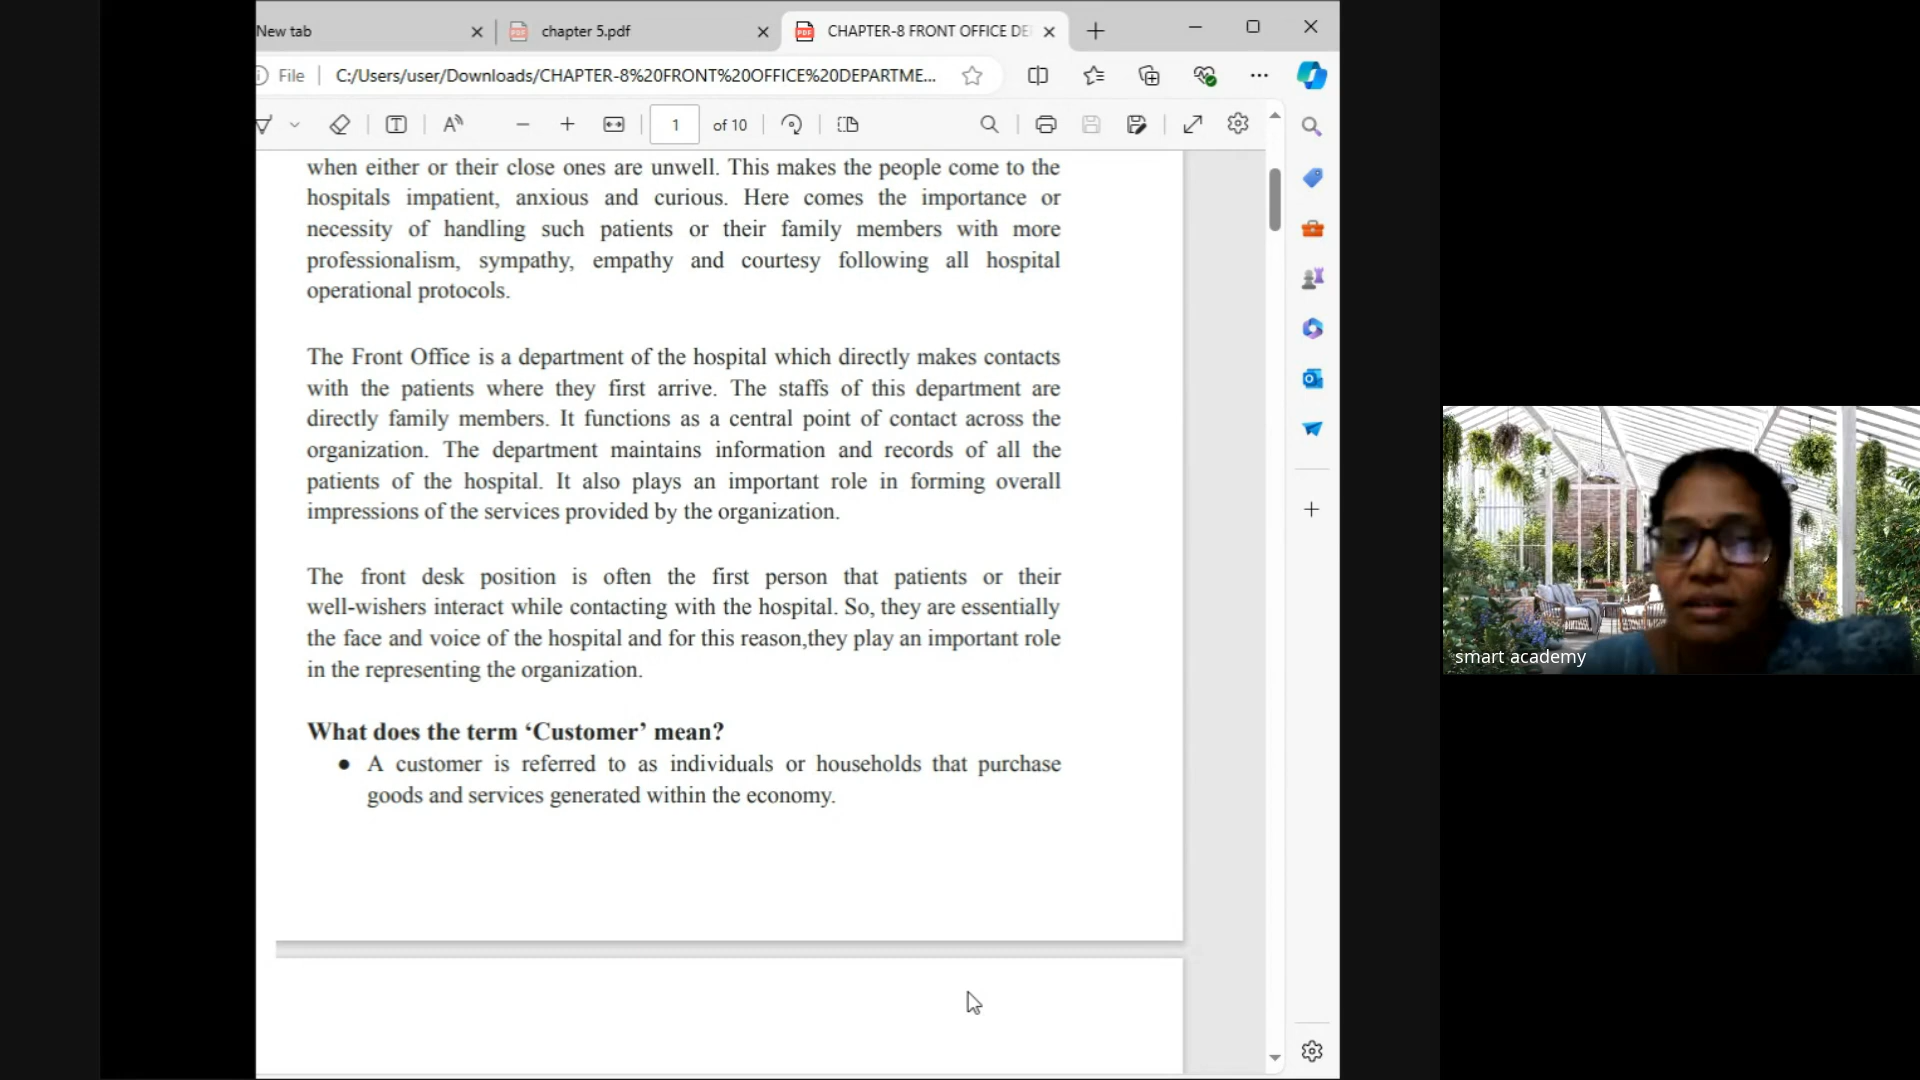 New tab
chapter 5.pdf
CHAPTER-8 FRONT OFFICE DE
File
C:/Users/user/Downloads/CHAPTER-8%20FRONT%20OFFICE%20DEPARTME...
1
of 10
when either or their close ones are unwell. This makes the people come to the
hospitals impatient, anxious and curious. Here comes the importance or
necessity of handling such patients or their family members with more
professionalism, sympathy, empathy and courtesy following all hospital
operational protocols.
The Front Office is a department of the hospital which directly makes contacts
with the patients where they first arrive. The staffs of this department are
directly family members. It functions as a central point of contact across the
organization. The department maintains information and records of all the
patients of the hospital. It also plays an important role in forming overall
impressions of the services provided by the organization.
The front desk position is often the first person that patients or their
well-wishers interact while contacting with the hospital. So, they are essentially
the face and voice of the hospital and for this reason,they play an important role
in the representing the organization.
What does the term ‘Customer’ mean?
● A customer is referred to as individuals or households that purchase
goods and services generated within the economy.
smart academy